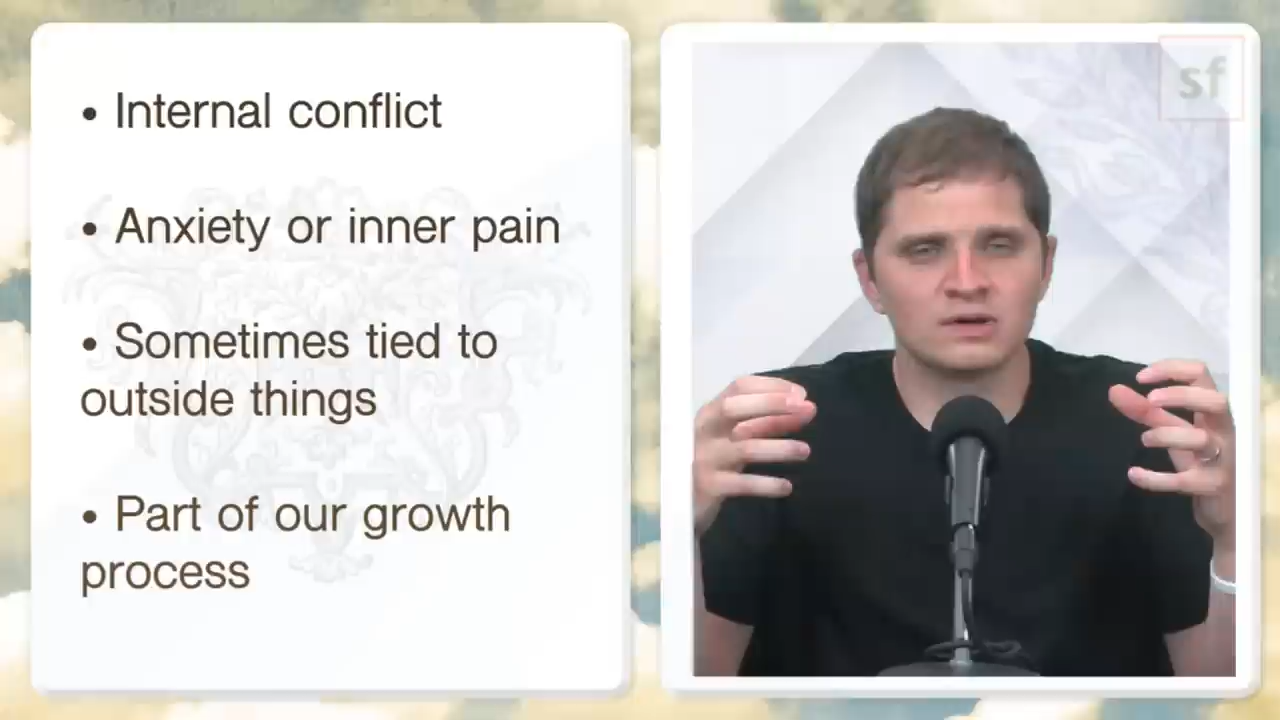 • Internal conflict
• Anxiety or inner pain
• Sometimes tied to
outside things
• Part of our growth
process
sf